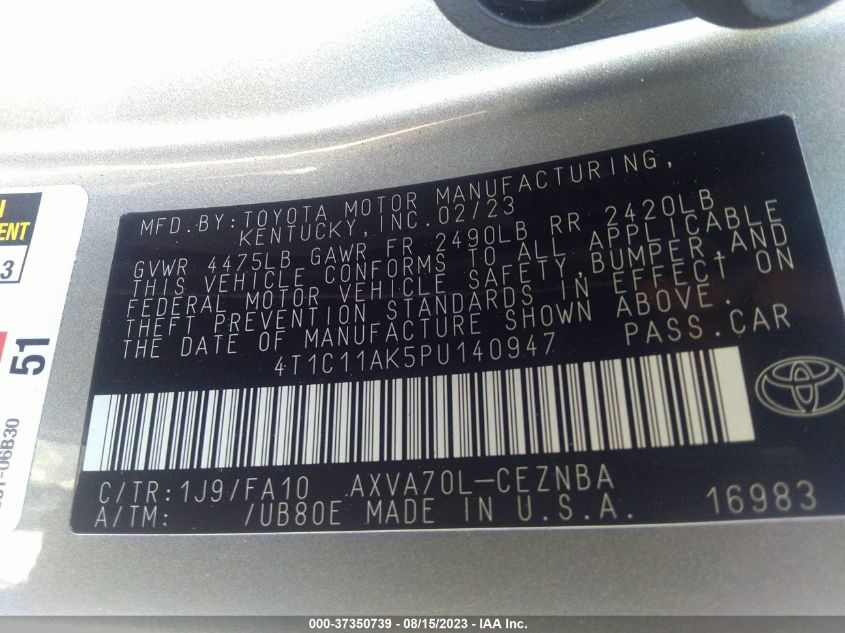 MFD. BY: TOYOTA MOTOR MANUFACTURING,
KENTUCKY, INC. 02/23
GVWR 4475LB GAWR FR 2490LB RR 2420LB
THIS VEHICLE CONFORMS TO ALL APPLICABLE
FEDERAL MOTOR VEHICLE SAFETY, BUMPER, AND
THEFT PREVENTION STANDARDS IN EFFECT ON
THE DATE OF MANUFACTURE SHOWN ABOVE.
4T1C11AK5PU140947 PASS. CAR
C/TR: 1J9/FA10 AXVA70L-CEZNBA
A/TM: /UB80E MADE IN U.S.A. 16983
3
51
-06B30
000-37350739 — 08/15/2023 — IAA Inc.